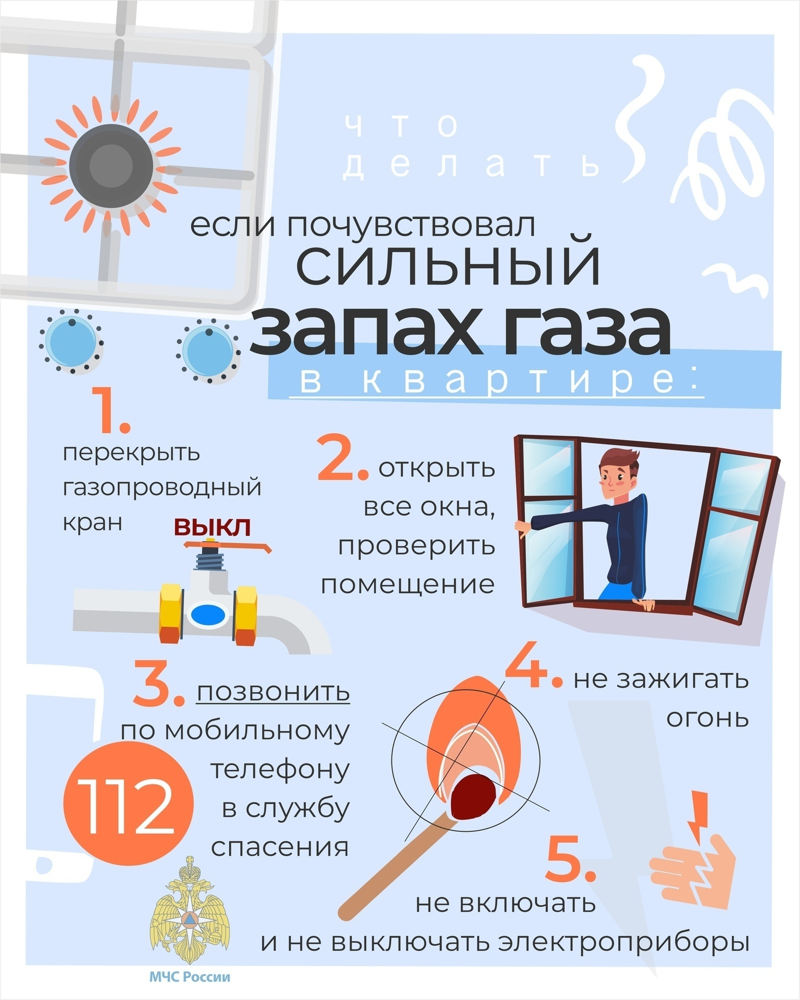 что
делать
если почувствовал
сильный
запах газа
в квартире:
1.
перекрыть
газопроводный
кран
ВЫКЛ
2. открыть
все окна,
проверить
помещение
3. позвонить
по мобильному
телефону
в службу
спасения
112
4. не зажигать
огонь
5.
не включать
и не выключать электроприборы
МЧС России